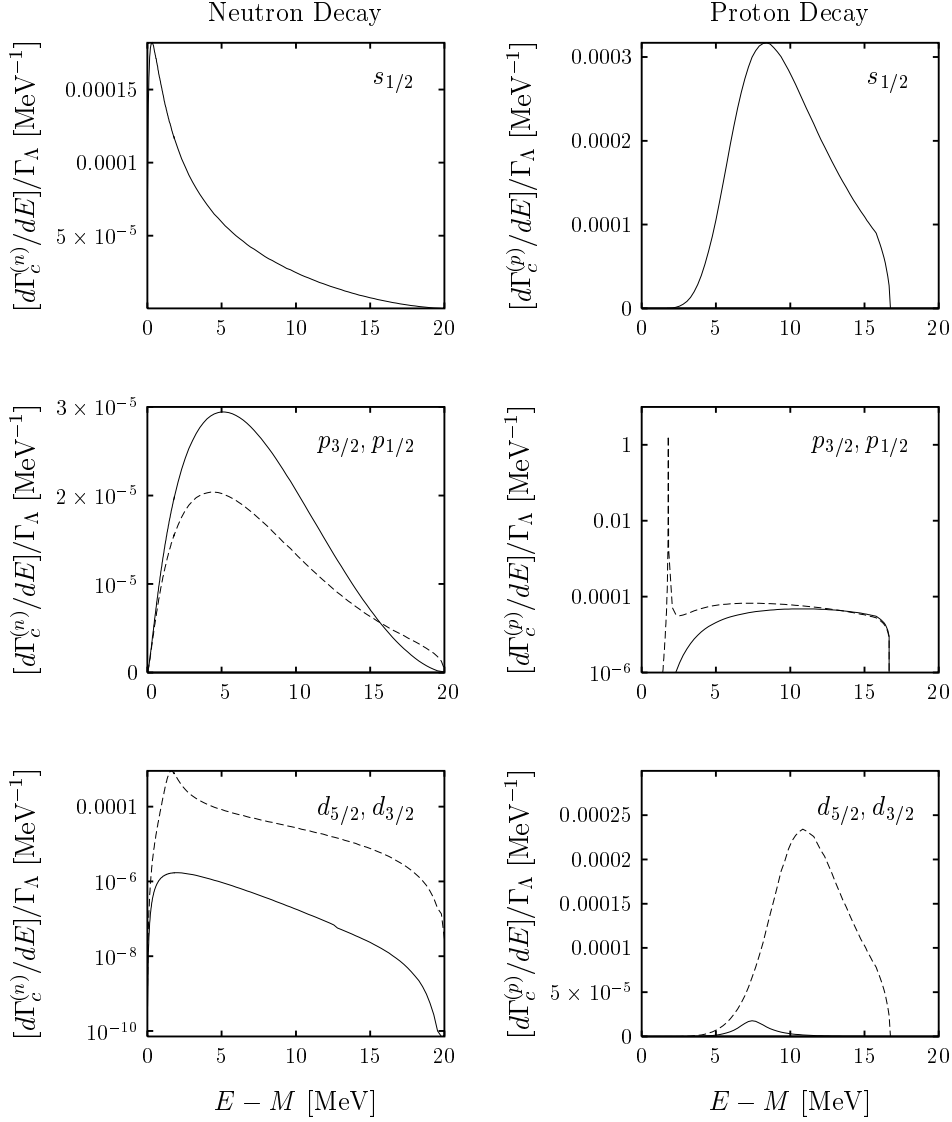 Neutron Decay
Proton Decay
[dΓ_c^{(n)}/dE]/Γ_Λ [MeV^{−1}]
0.00015
0.0001
5 × 10^{−5}
s_{1/2}
0 5 10 15 20
[dΓ_c^{(p)}/dE]/Γ_Λ [MeV^{−1}]
0.0003
0.0002
0.0001
0
s_{1/2}
0 5 10 15 20
[dΓ_c^{(n)}/dE]/Γ_Λ [MeV^{−1}]
3 × 10^{−5}
2 × 10^{−5}
10^{−5}
0
p_{3/2}, p_{1/2}
0 5 10 15 20
[dΓ_c^{(p)}/dE]/Γ_Λ [MeV^{−1}]
1
0.01
0.0001
10^{−6}
p_{3/2}, p_{1/2}
0 5 10 15 20
[dΓ_c^{(n)}/dE]/Γ_Λ [MeV^{−1}]
0.0001
10^{−6}
10^{−8}
10^{−10}
d_{5/2}, d_{3/2}
0 5 10 15 20
E − M [MeV]
[dΓ_c^{(p)}/dE]/Γ_Λ [MeV^{−1}]
0.00025
0.0002
0.00015
0.0001
5 × 10^{−5}
0
d_{5/2}, d_{3/2}
0 5 10 15 20
E − M [MeV]